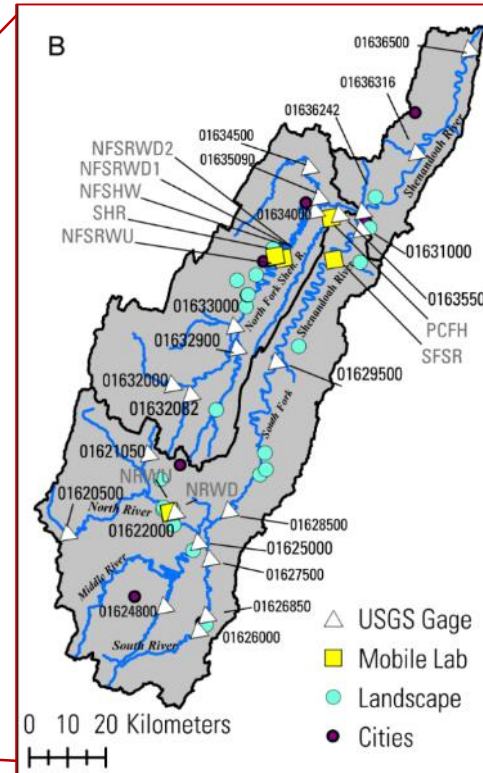 B
01636500
01636316
01636242
01634500
01635090
NFSRWD2
NFSRWD1
NFSHW
SHR
NFSRWU
01634000
Shenandoah River
01631000
0163550
PCFH
SFSR
North Fork Shen. R.
Shenandoah River
01633000
01632900
01629500
01632000
01632082
South Fork
01621050
NRWU
NRWD
01620500
North River
01622000
01628500
01625000
Middle River
01627500
01624800
01626850
South River
01626000
USGS Gage
Mobile Lab
Landscape
Cities
0 10 20 Kilometers